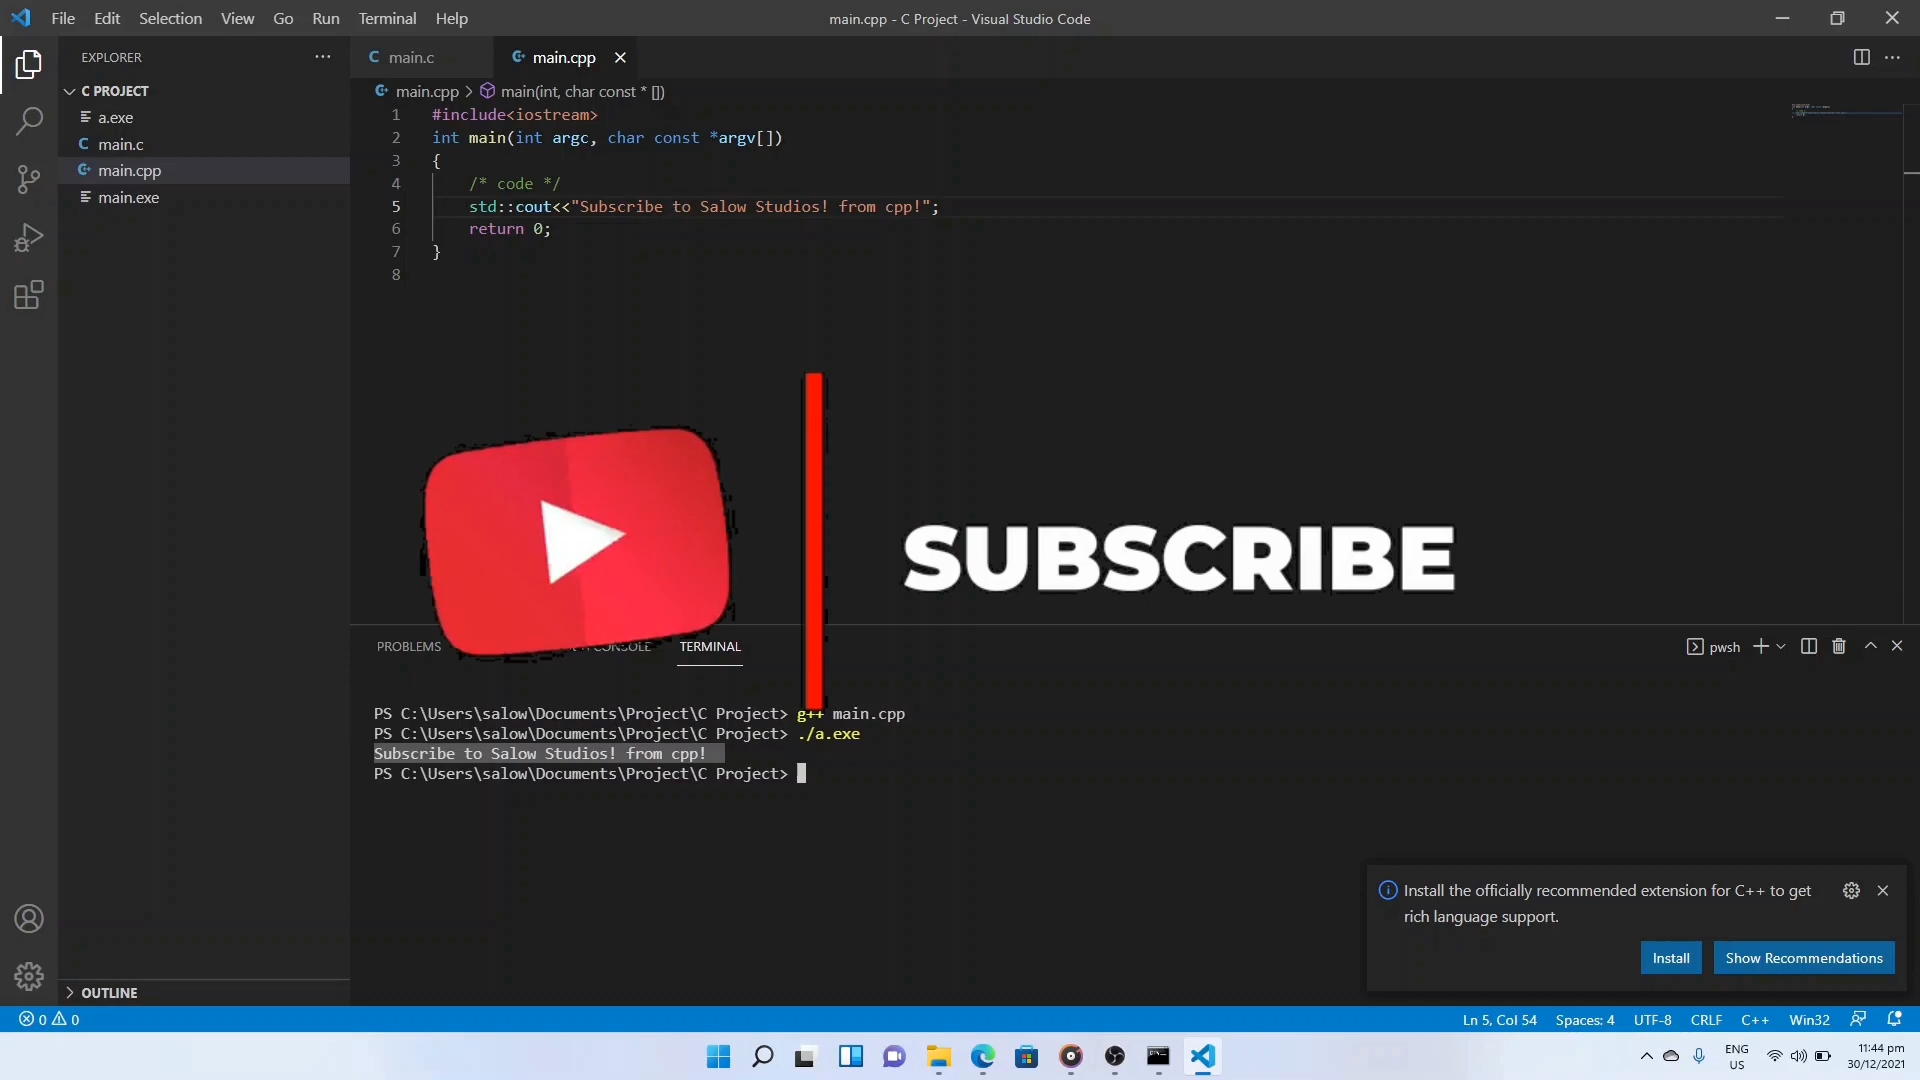 File Edit Selection View Go Run Terminal Help
main.cpp - C Project - Visual Studio Code
EXPLORER
C PROJECT
a.exe
main.c
main.cpp
main.exe
OUTLINE
main.c
main.cpp
main.cpp > main(int, char const * [])
1 #include<iostream>
2 int main(int argc, char const *argv[])
3 {
4 /* code */
5 std::cout<<"Subscribe to Salow Studios! from cpp!";
6 return 0;
7 }
8
SUBSCRIBE
PROBLEMS CONSOLE TERMINAL
pwsh
PS C:\Users\salow\Documents\Project\C Project> g++ main.cpp
PS C:\Users\salow\Documents\Project\C Project> ./a.exe
Subscribe to Salow Studios! from cpp!
PS C:\Users\salow\Documents\Project\C Project>
Install the officially recommended extension for C++ to get
rich language support.
Install Show Recommendations
0 0
Ln 5, Col 54 Spaces: 4 UTF-8 CRLF C++ Win32
ENG
US
11:44 pm
30/12/2021